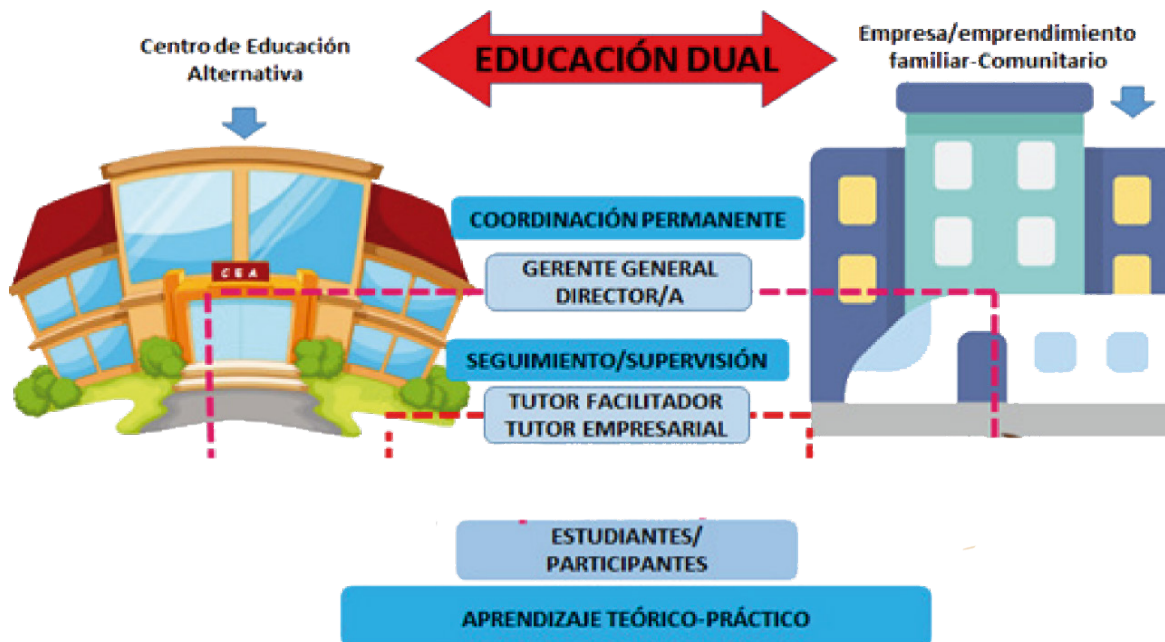 Centro de Educación
Alternativa
EDUCACIÓN DUAL
Empresa/emprendimiento
familiar-Comunitario
CEA
COORDINACIÓN PERMANENTE
GERENTE GENERAL
DIRECTOR/A
SEGUIMIENTO/SUPERVISIÓN
TUTOR FACILITADOR
TUTOR EMPRESARIAL
ESTUDIANTES/
PARTICIPANTES
APRENDIZAJE TEÓRICO-PRÁCTICO